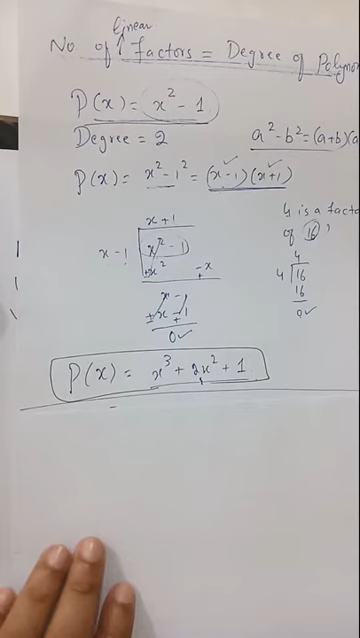 No of linear factors = Degree of Polyno
P(x) = x² - 1
Degree = 2
a² - b² = (a+b)(a
P(x) = x² - 1² = (x-1)(x+1)
4 is a facto
of 16,
x+1
x - 1
x² - 1
x² - x
x - 1
x - 1
0✓
4
4 16
16
0✓
P(x) = x³ + 2x² + 1